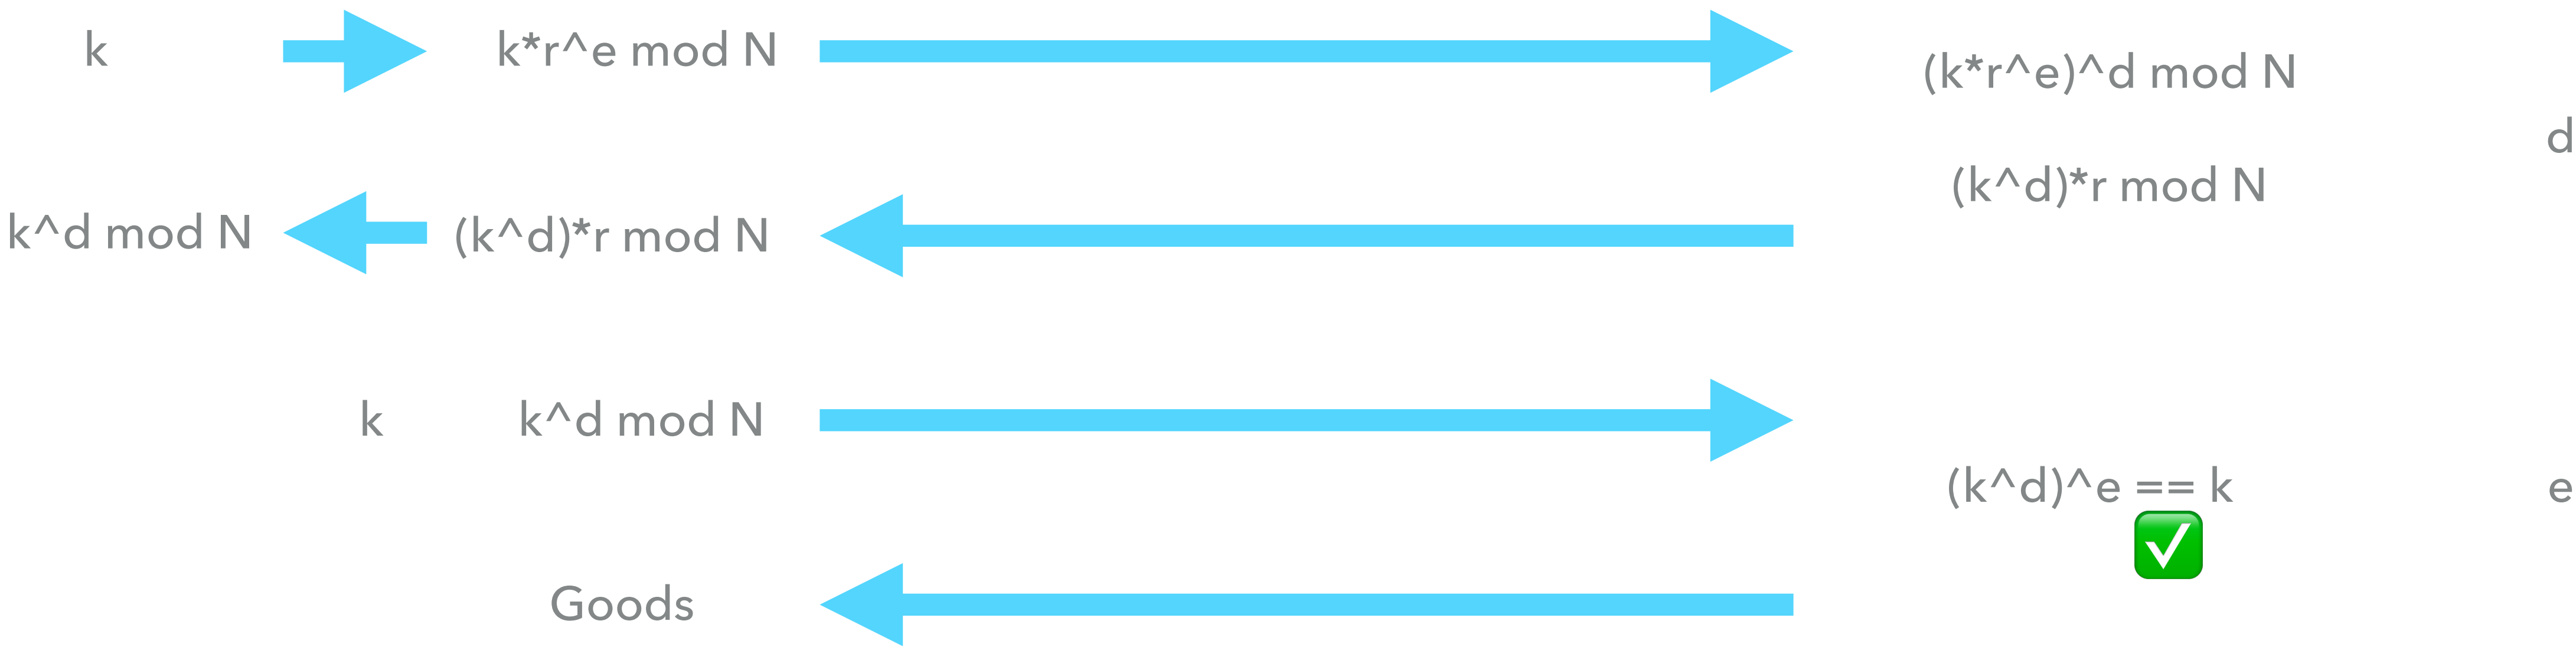 k k*r^e mod N (k*r^e)^d mod N
d
(k^d)*r mod N
k^d mod N (k^d)*r mod N
k k^d mod N
(k^d)^e == k e
Goods